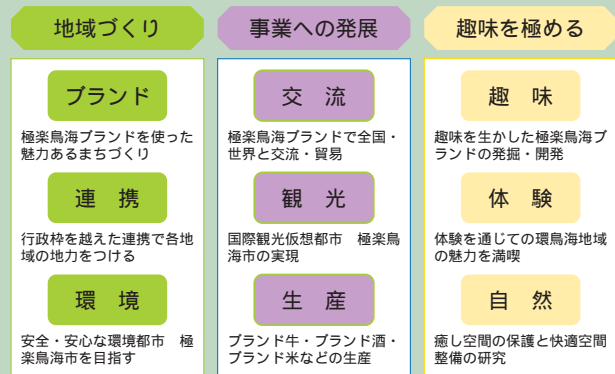 地域づくり
ブランド
極楽鳥海ブランドを使った
魅力あるまちづくり
連 携
行政枠を越えた連携で各地
域の地力をつける
環 境
安全・安心な環境都市 極
楽鳥海市を目指す
事業への発展
交 流
極楽鳥海ブランドで全国・
世界と交流・貿易
観 光
国際観光仮想都市 極楽鳥
海市の実現
生 産
ブランド牛・ブランド酒・
ブランド米などの生産
趣味を極める
趣 味
趣味を生かした極楽鳥海ブ
ランドの発掘・開発
体 験
体験を通じての環鳥海地域
の魅力を満喫
自 然
癒し空間の保護と快適空間
整備の研究